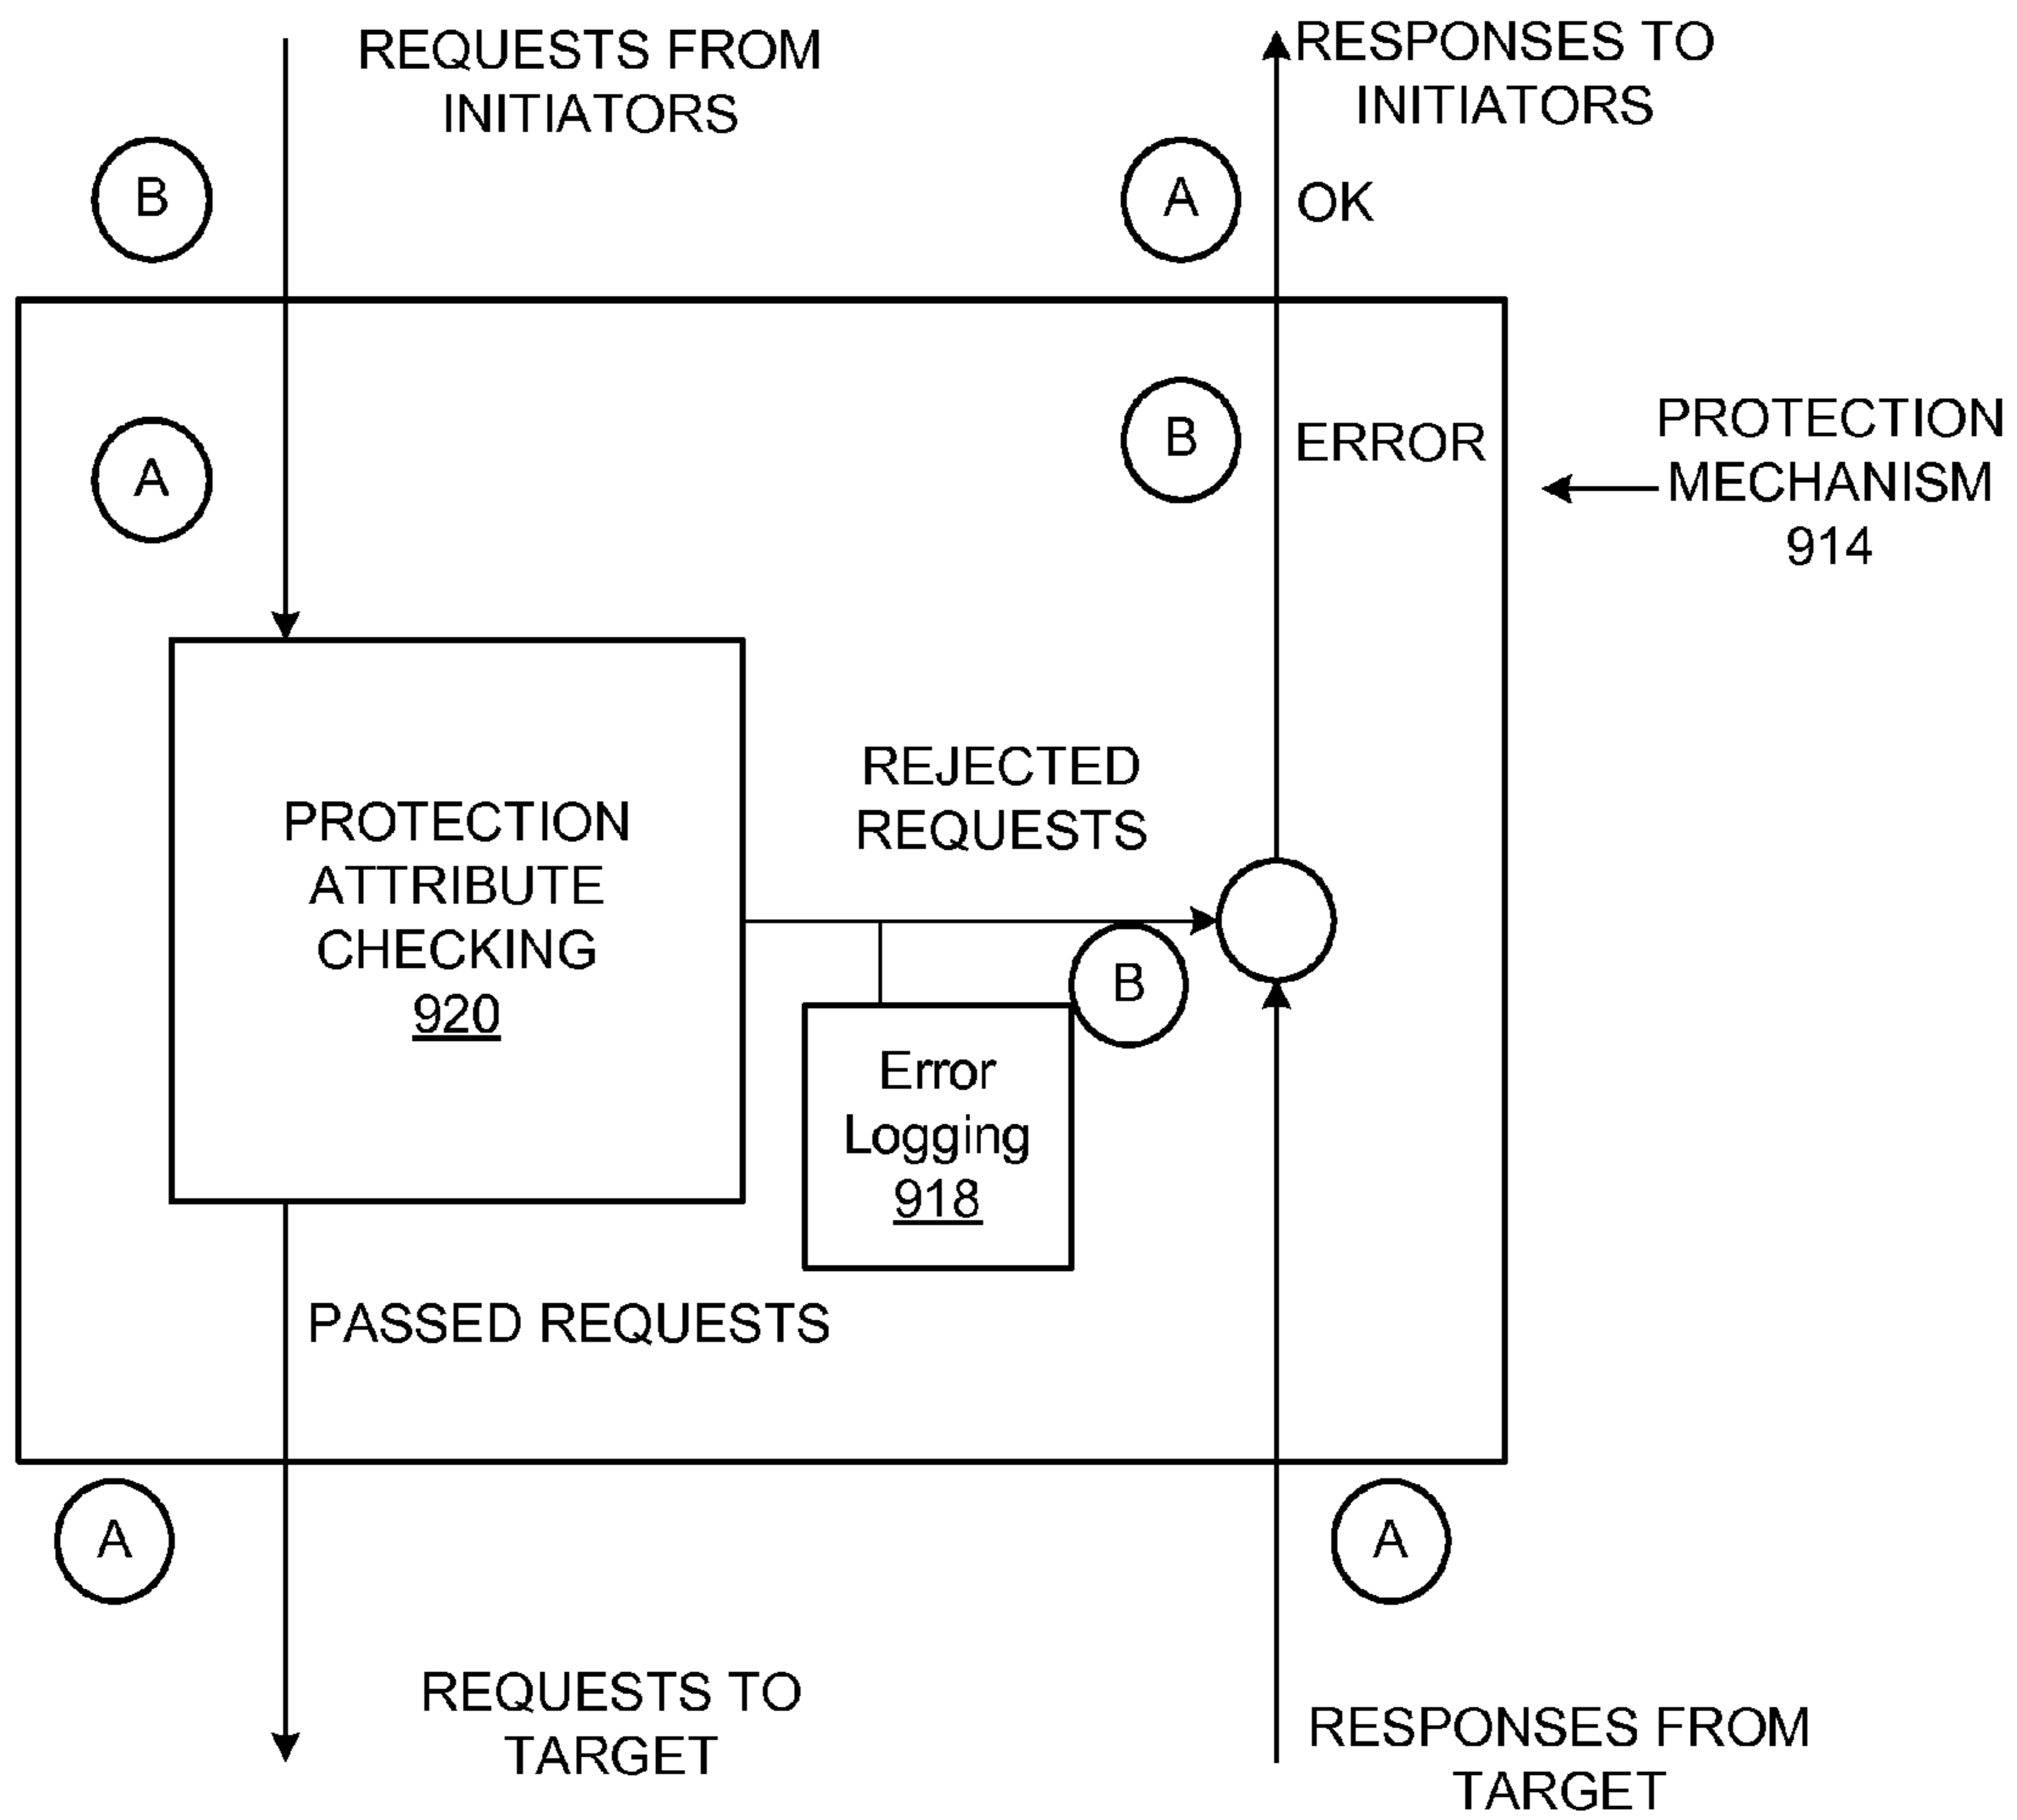 REQUESTS FROM
INITIATORS
RESPONSES TO
INITIATORS
B
A
OK
A
B
ERROR
PROTECTION
MECHANISM
914
REJECTED
REQUESTS
PROTECTION
ATTRIBUTE
CHECKING
920
B
Error
Logging
918
PASSED REQUESTS
A
A
REQUESTS TO
TARGET
RESPONSES FROM
TARGET